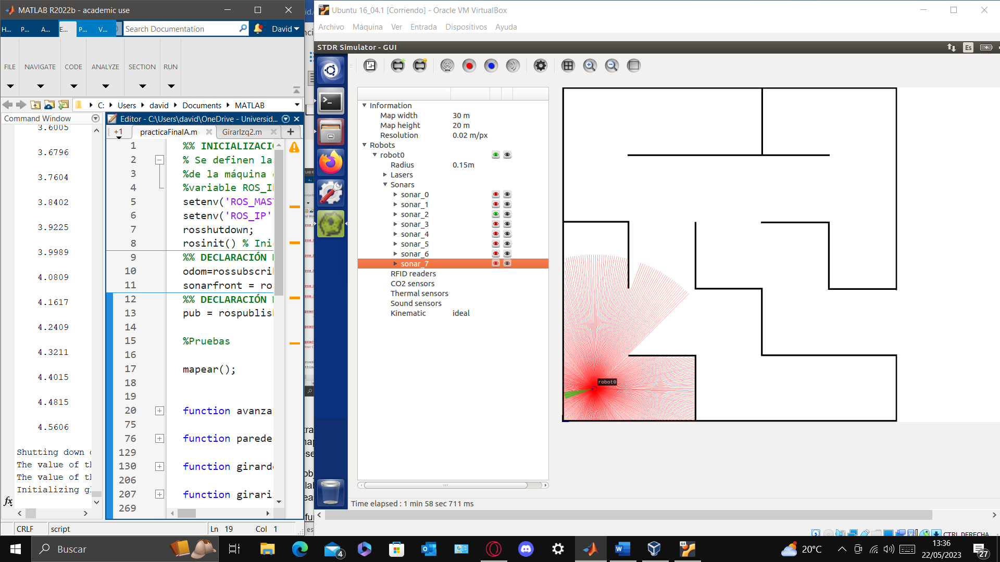 MATLAB R2022b - academic use
H...
P...
A...
E...
P...
V...
Search Documentation
David
FILE
NAVIGATE
CODE
ANALYZE
SECTION
RUN
C:
Users
david
Documents
MATLAB
Command Window
3.6005
3.6796
3.7604
3.8402
3.9225
3.9989
4.0809
4.1617
4.2409
4.3211
4.4015
4.4815
4.5606
Shutting down
The value of th
The value of th
Initializing gl
fx
Editor - C:\Users\david\OneDrive - Universid...
+1
practicaFinalA.m
GirarIzq2.m
1 %% INICIALIZACIÓ
2 % Se definen la
3 %de la máquina
4 %variable ROS_I
5 setenv('ROS_MAS
6 setenv('ROS_IP'
7 rosshutdown;
8 rosinit() % Ini
9 %% DECLARACIÓN
10 odom=rossubscri
11 sonarfront = ro
12 %% DECLARACIÓN
13 pub = rospublis
14
15 %Pruebas
16
17 mapear();
18
19
20 function avanza
75
76 function parede
129
130 function girard
206
207 function girari
269
CRLF
script
Ln 19 Col 1
Ubuntu 16_04.1 [Corriendo] - Oracle VM VirtualBox
Archivo Máquina Ver Entrada Dispositivos Ayuda
STDR Simulator - GUI
Es
Information
Map width 30 m
Map height 20 m
Resolution 0.02 m/px
Robots
robot0
Radius 0.15m
Lasers
Sonars
sonar_0
sonar_1
sonar_2
sonar_3
sonar_4
sonar_5
sonar_6
sonar_7
RFID readers
CO2 sensors
Thermal sensors
Sound sensors
Kinematic ideal
robot0
Time elapsed : 1 min 58 sec 711 ms
CTRL DERECHA
Buscar
4
20°C
13:36
22/05/2023
27